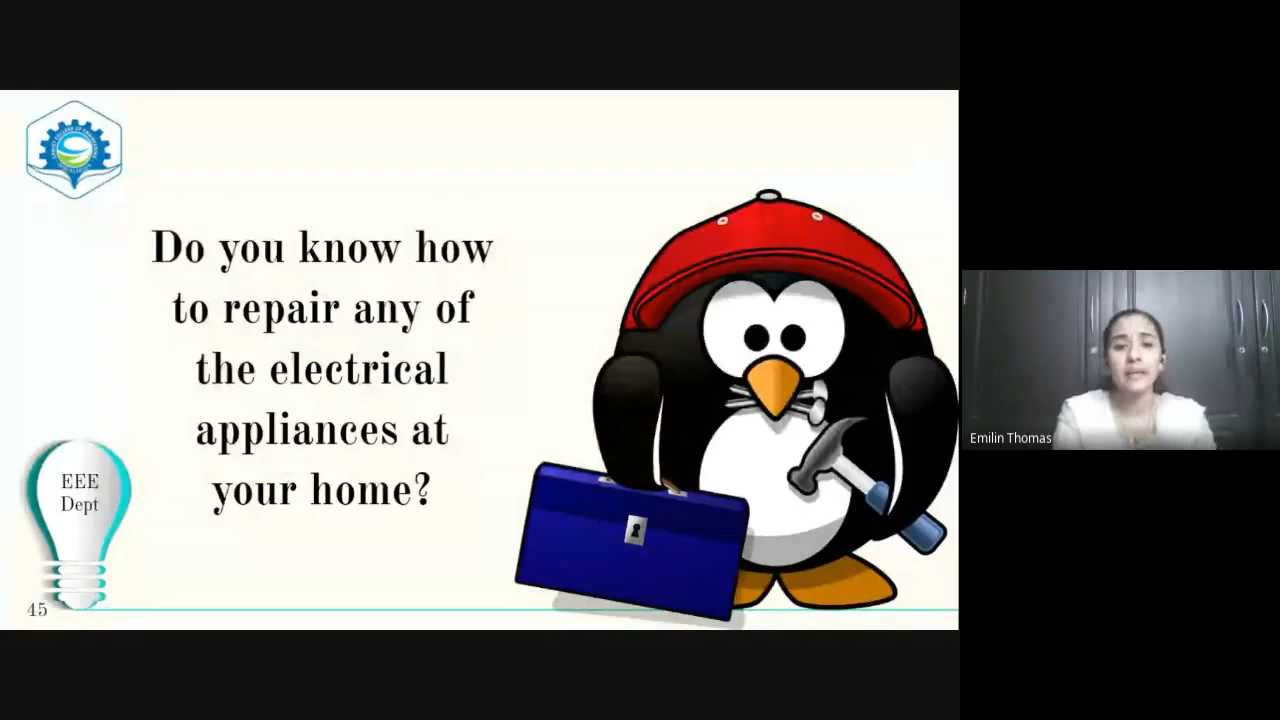 Do you know how
to repair any of
the electrical
appliances at
your home?
EEE
Dept
45
Emilin Thomas